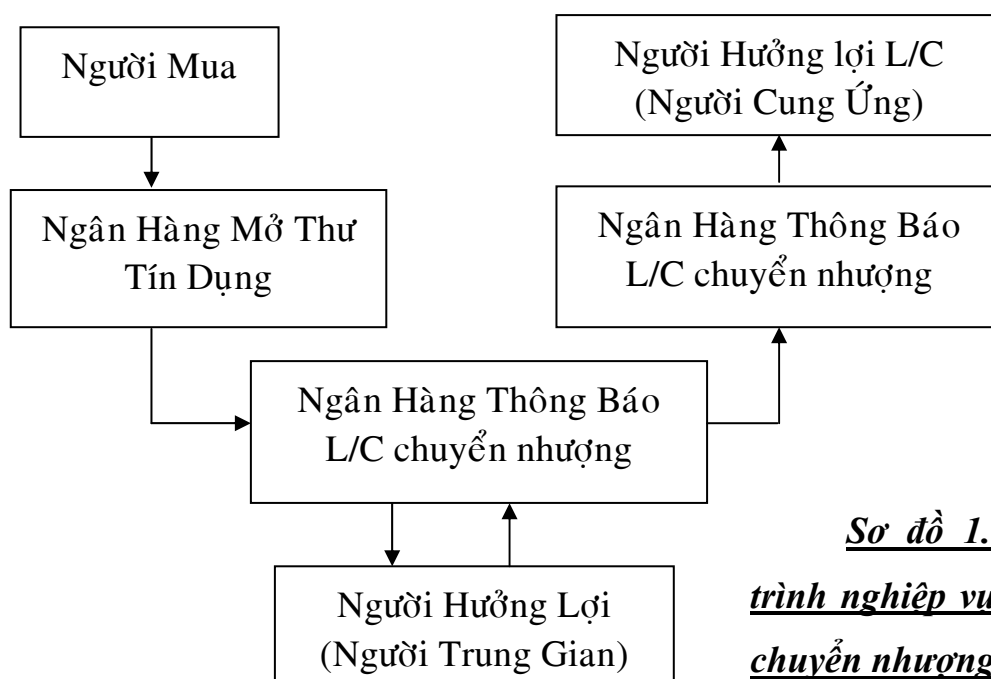 Người Mua
Người Hưởng lợi L/C
(Người Cung Ứng)
Ngân Hàng Mở Thư
Tín Dụng
Ngân Hàng Thông Báo
L/C chuyển nhượng
Ngân Hàng Thông Báo
L/C chuyển nhượng
Người Hưởng Lợi
(Người Trung Gian)
Sơ đồ 1.
trình nghiệp vụ
chuyển nhượng